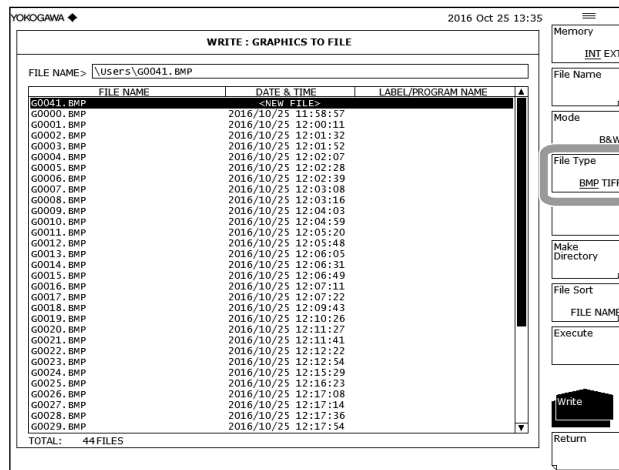 YOKOGAWA ◆ 2016 Oct 25 13:35
WRITE : GRAPHICS TO FILE
FILE NAME> \Users\G0041.BMP
FILE NAME DATE & TIME LABEL/PROGRAM NAME
G0041.BMP <NEW FILE>
G0000.BMP 2016/10/25 11:58:57
G0001.BMP 2016/10/25 12:00:11
G0002.BMP 2016/10/25 12:01:32
G0003.BMP 2016/10/25 12:01:52
G0004.BMP 2016/10/25 12:02:07
G0005.BMP 2016/10/25 12:02:28
G0006.BMP 2016/10/25 12:02:39
G0007.BMP 2016/10/25 12:03:08
G0008.BMP 2016/10/25 12:03:16
G0009.BMP 2016/10/25 12:04:03
G0010.BMP 2016/10/25 12:04:59
G0011.BMP 2016/10/25 12:05:20
G0012.BMP 2016/10/25 12:05:48
G0013.BMP 2016/10/25 12:06:05
G0014.BMP 2016/10/25 12:06:31
G0015.BMP 2016/10/25 12:06:49
G0016.BMP 2016/10/25 12:07:11
G0017.BMP 2016/10/25 12:07:22
G0018.BMP 2016/10/25 12:09:43
G0019.BMP 2016/10/25 12:10:26
G0020.BMP 2016/10/25 12:11:27
G0021.BMP 2016/10/25 12:11:41
G0022.BMP 2016/10/25 12:12:22
G0023.BMP 2016/10/25 12:12:54
G0024.BMP 2016/10/25 12:15:29
G0025.BMP 2016/10/25 12:16:23
G0026.BMP 2016/10/25 12:17:08
G0027.BMP 2016/10/25 12:17:14
G0028.BMP 2016/10/25 12:17:36
G0029.BMP 2016/10/25 12:17:54
TOTAL: 44FILES
Memory
INT EXT
File Name
Mode
B&W
File Type
BMP TIFF
Make
Directory
File Sort
FILE NAME
Execute
Write
Return